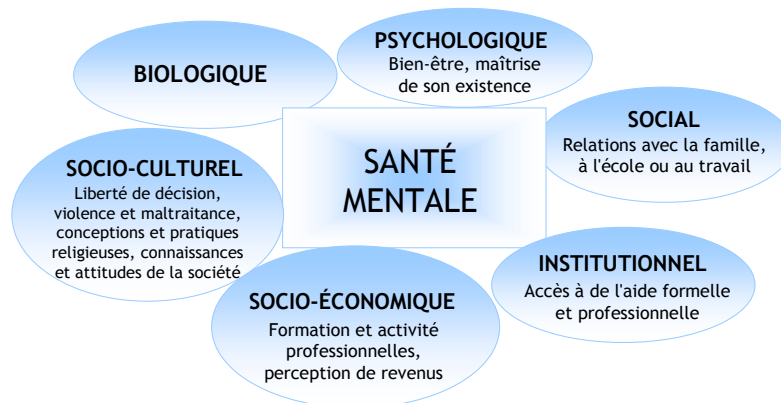 PSYCHOLOGIQUE
Bien-être, maîtrise
de son existence
BIOLOGIQUE
SOCIAL
Relations avec la famille,
à l'école ou au travail
SANTÉ
MENTALE
SOCIO-CULTUREL
Liberté de décision,
violence et maltraitance,
conceptions et pratiques
religieuses, connaissances
et attitudes de la société
INSTITUTIONNEL
Accès à de l'aide formelle
et professionnelle
SOCIO-ÉCONOMIQUE
Formation et activité
professionnelles,
perception de revenus